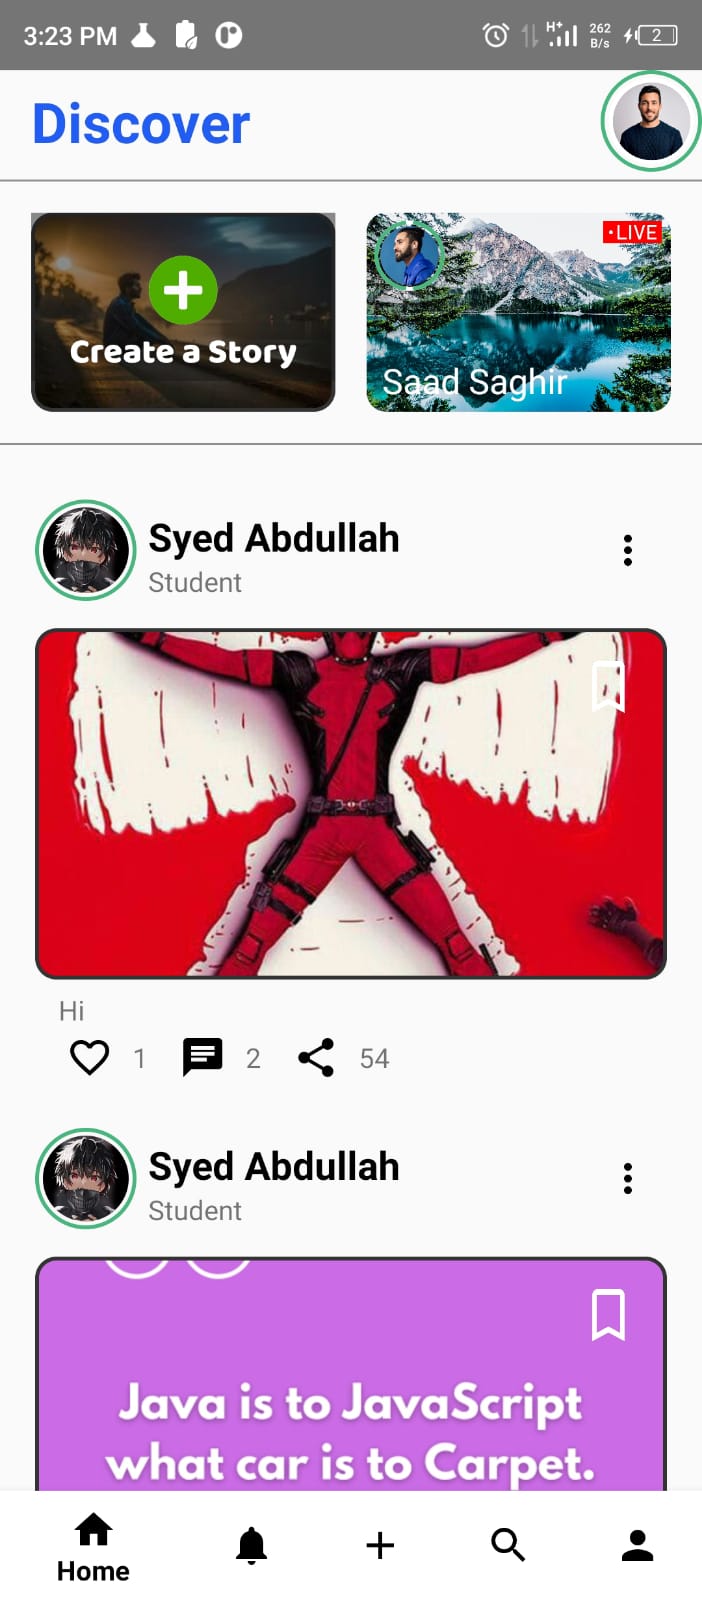 3:23 PM H+ 262 B/s 2
Discover
•LIVE
Create a Story
Saad Saghir
Syed Abdullah
Student
Hi
1 2 54
Syed Abdullah
Student
Java is to JavaScript
what car is to Carpet.
Home